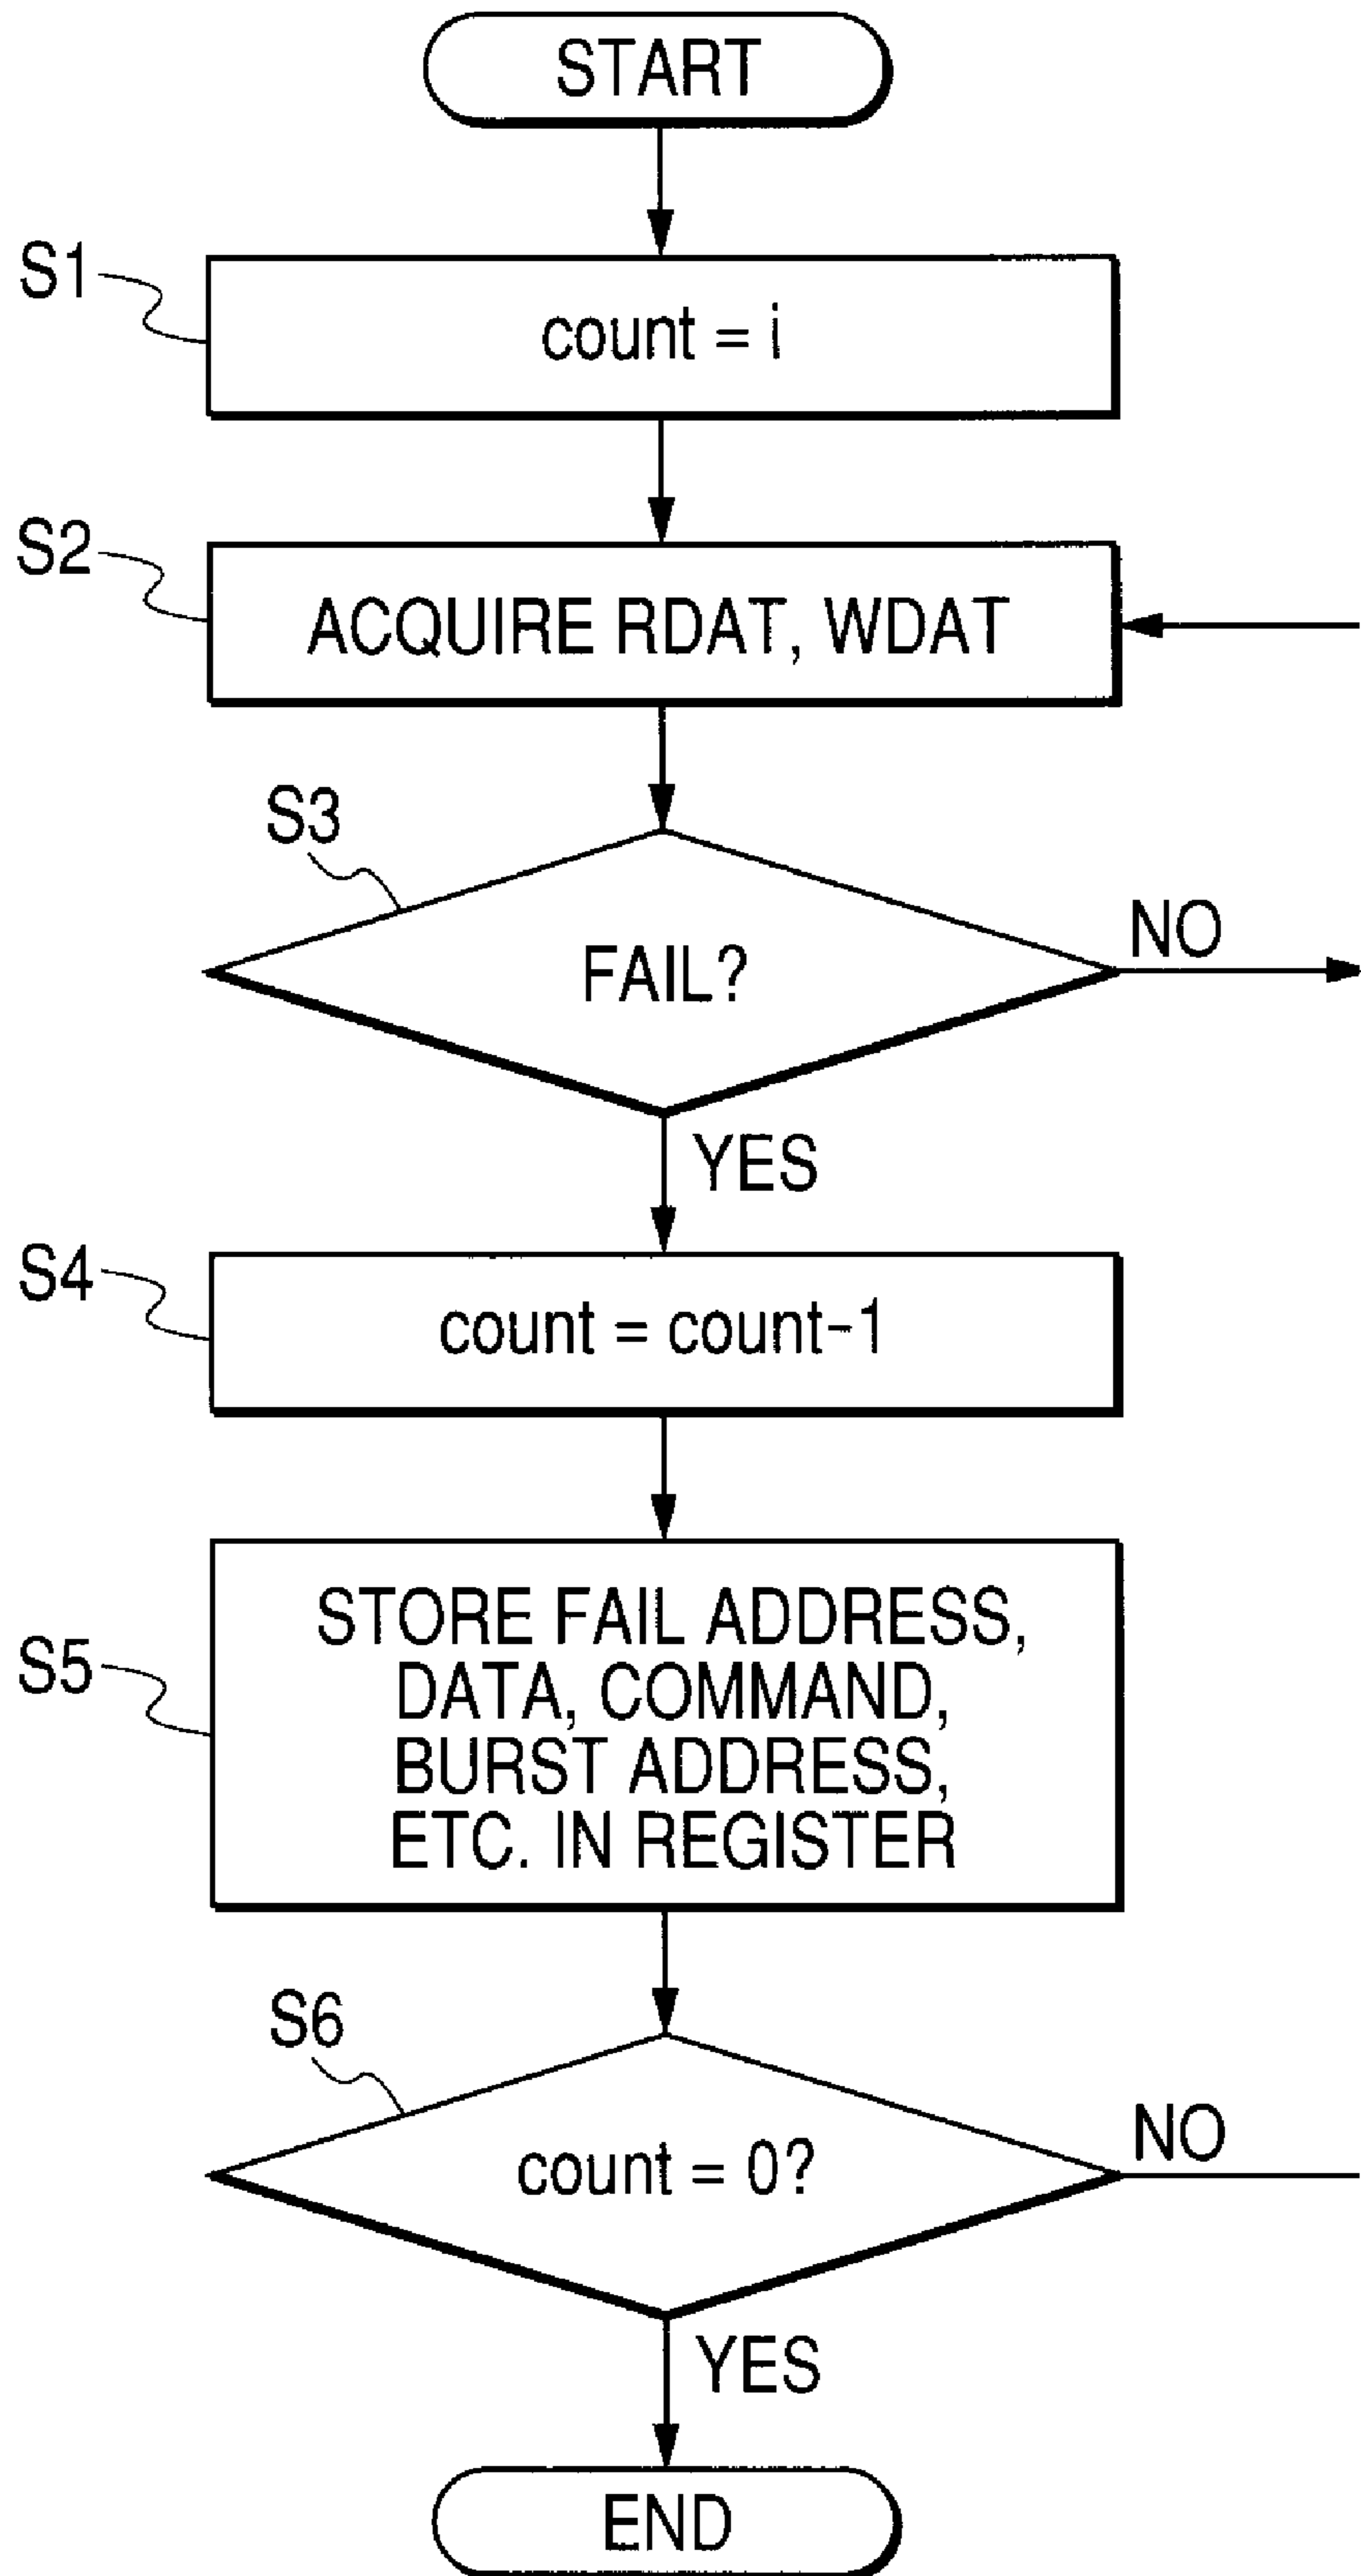 START
S1
count = i
S2
ACQUIRE RDAT, WDAT
S3
FAIL?
NO
YES
S4
count = count-1
S5
STORE FAIL ADDRESS,
DATA, COMMAND,
BURST ADDRESS,
ETC. IN REGISTER
S6
count = 0?
NO
YES
END